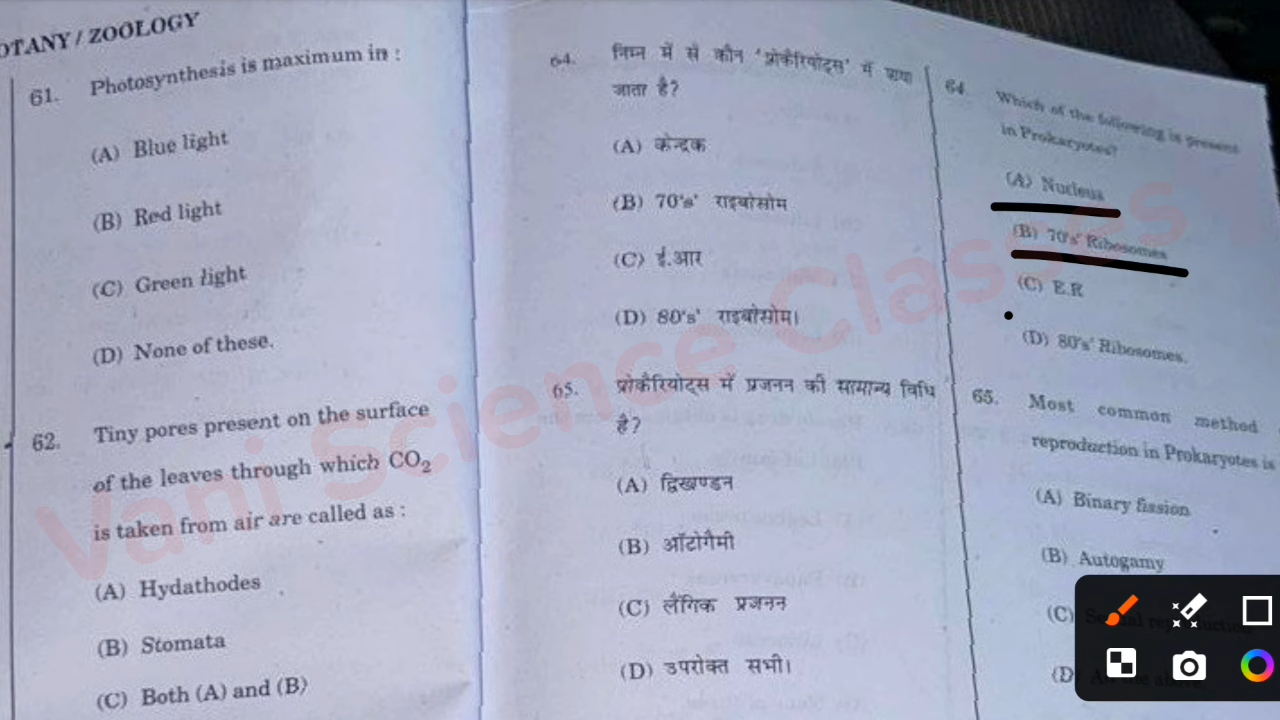 OTANY / ZOOLOGY
61. Photosynthesis is maximum in :
(A) Blue light
(B) Red light
(C) Green light
(D) None of these.
62. Tiny pores present on the surface
of the leaves through which CO2
is taken from air are called as :
(A) Hydathodes
(B) Stomata
(C) Both (A) and (B)
64. निम्न में से कौन 'प्रोकैरियोट्स' में पाया
जाता है?
(A) केन्द्रक
(B) 70's' राइबोसोम
(C) ई.आर
(D) 80's' राइबोसोम।
65. प्रोकैरियोट्स में प्रजनन की सामान्य विधि
है?
(A) द्विखण्डन
(B) ऑटोगैमी
(C) लैंगिक प्रजनन
(D) उपरोक्त सभी।
64. Which of the following is present
in Prokaryotes?
(A) Nucleus
(B) 70's' Ribosomes
(C) E.R
(D) 80's' Ribosomes.
65. Most common method
reproduction in Prokaryotes is
(A) Binary fission
(B) Autogamy
(C)
(D)
Vani Science Classes